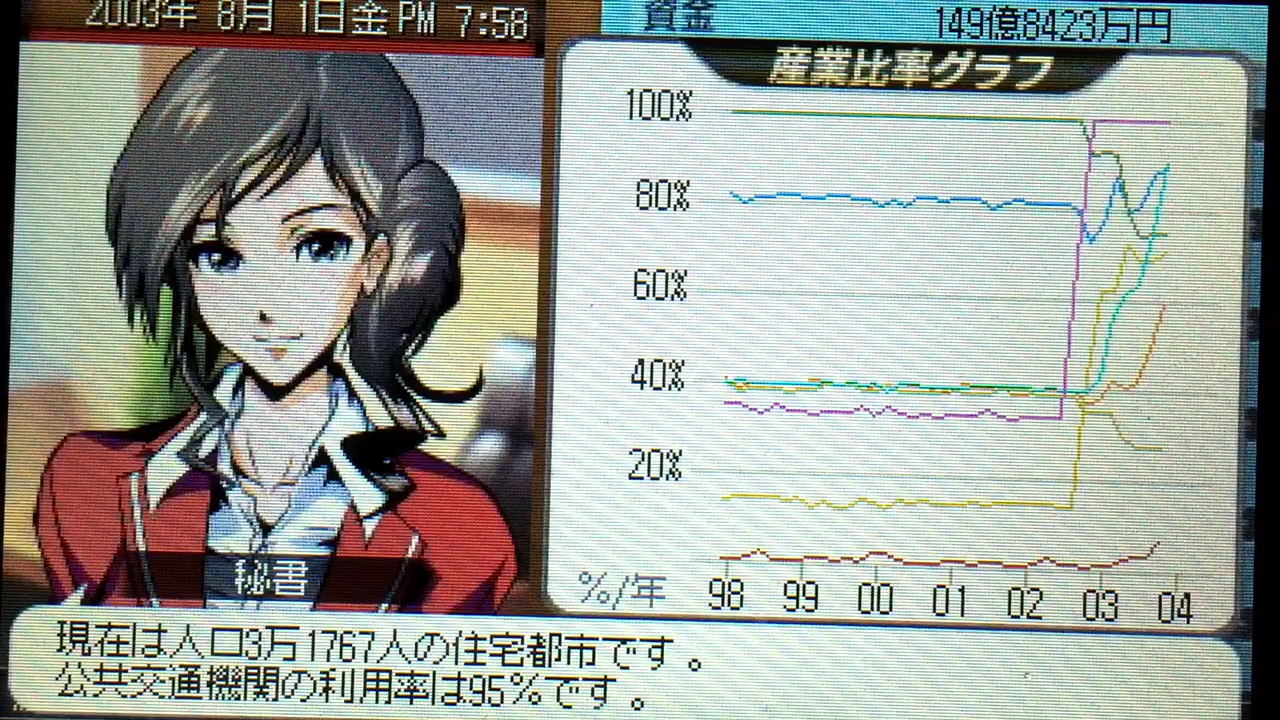 2003年 8月 1日金 PM 7:58
資金 149億8423万円
産業比率グラフ
100%
80%
60%
40%
20%
%/年 98 99 00 01 02 03 04
秘書
現在は人口3万1767人の住宅都市です。
公共交通機関の利用率は95%です。